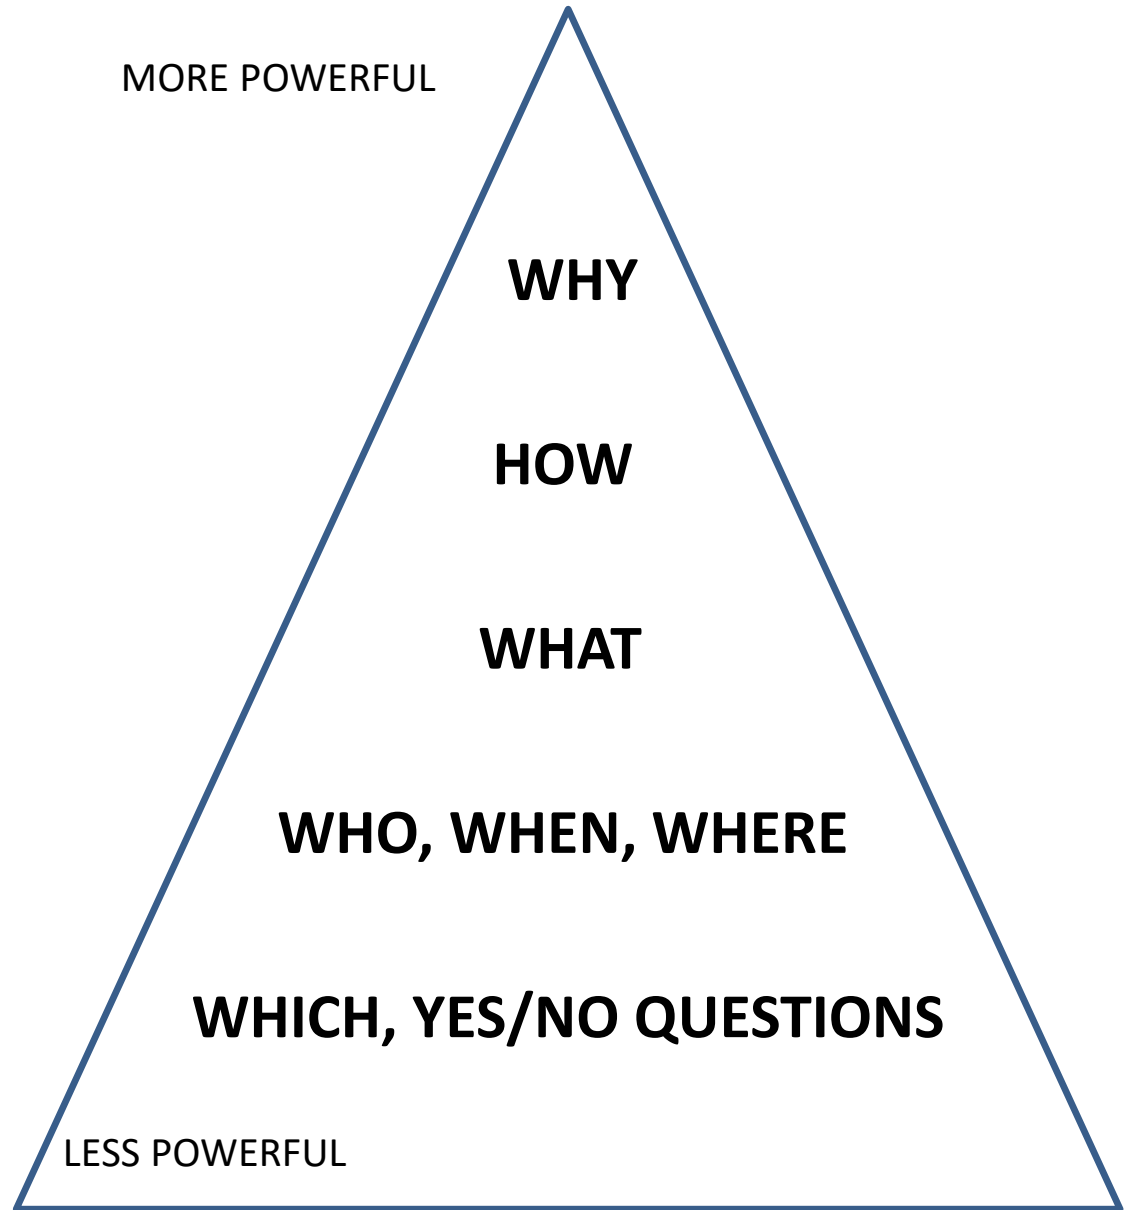 MORE POWERFUL
WHY
HOW
WHAT
WHO, WHEN, WHERE
WHICH, YES/NO QUESTIONS
LESS POWERFUL